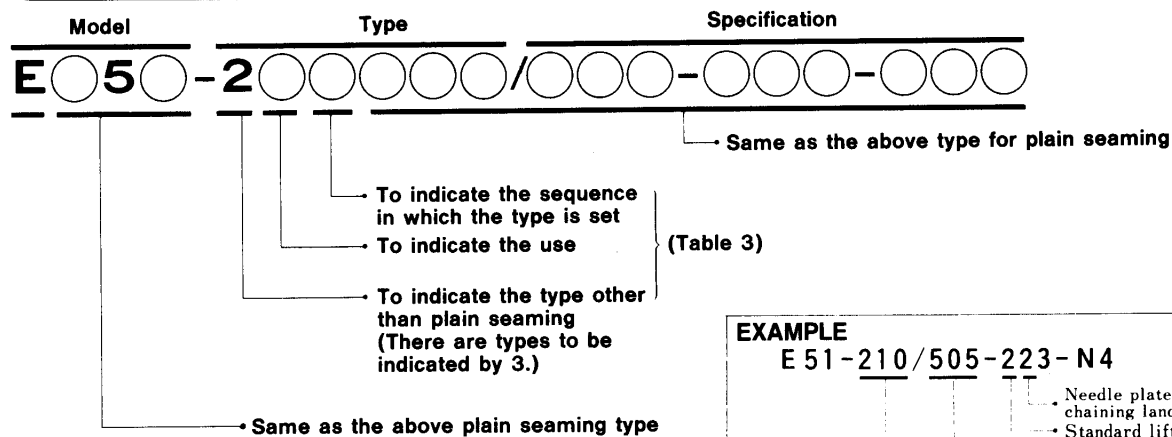 Model Type Specification
E○5○-2○○○○○/○○○-○○○-○○○
Same as the above type for plain seaming
To indicate the sequence
in which the type is set
To indicate the use
(Table 3)
To indicate the type other
than plain seaming
(There are types to be
indicated by 3.)
Same as the above plain seaming type
EXAMPLE
E 51-210/505-223-N4
Needle plate
chaining
Standard